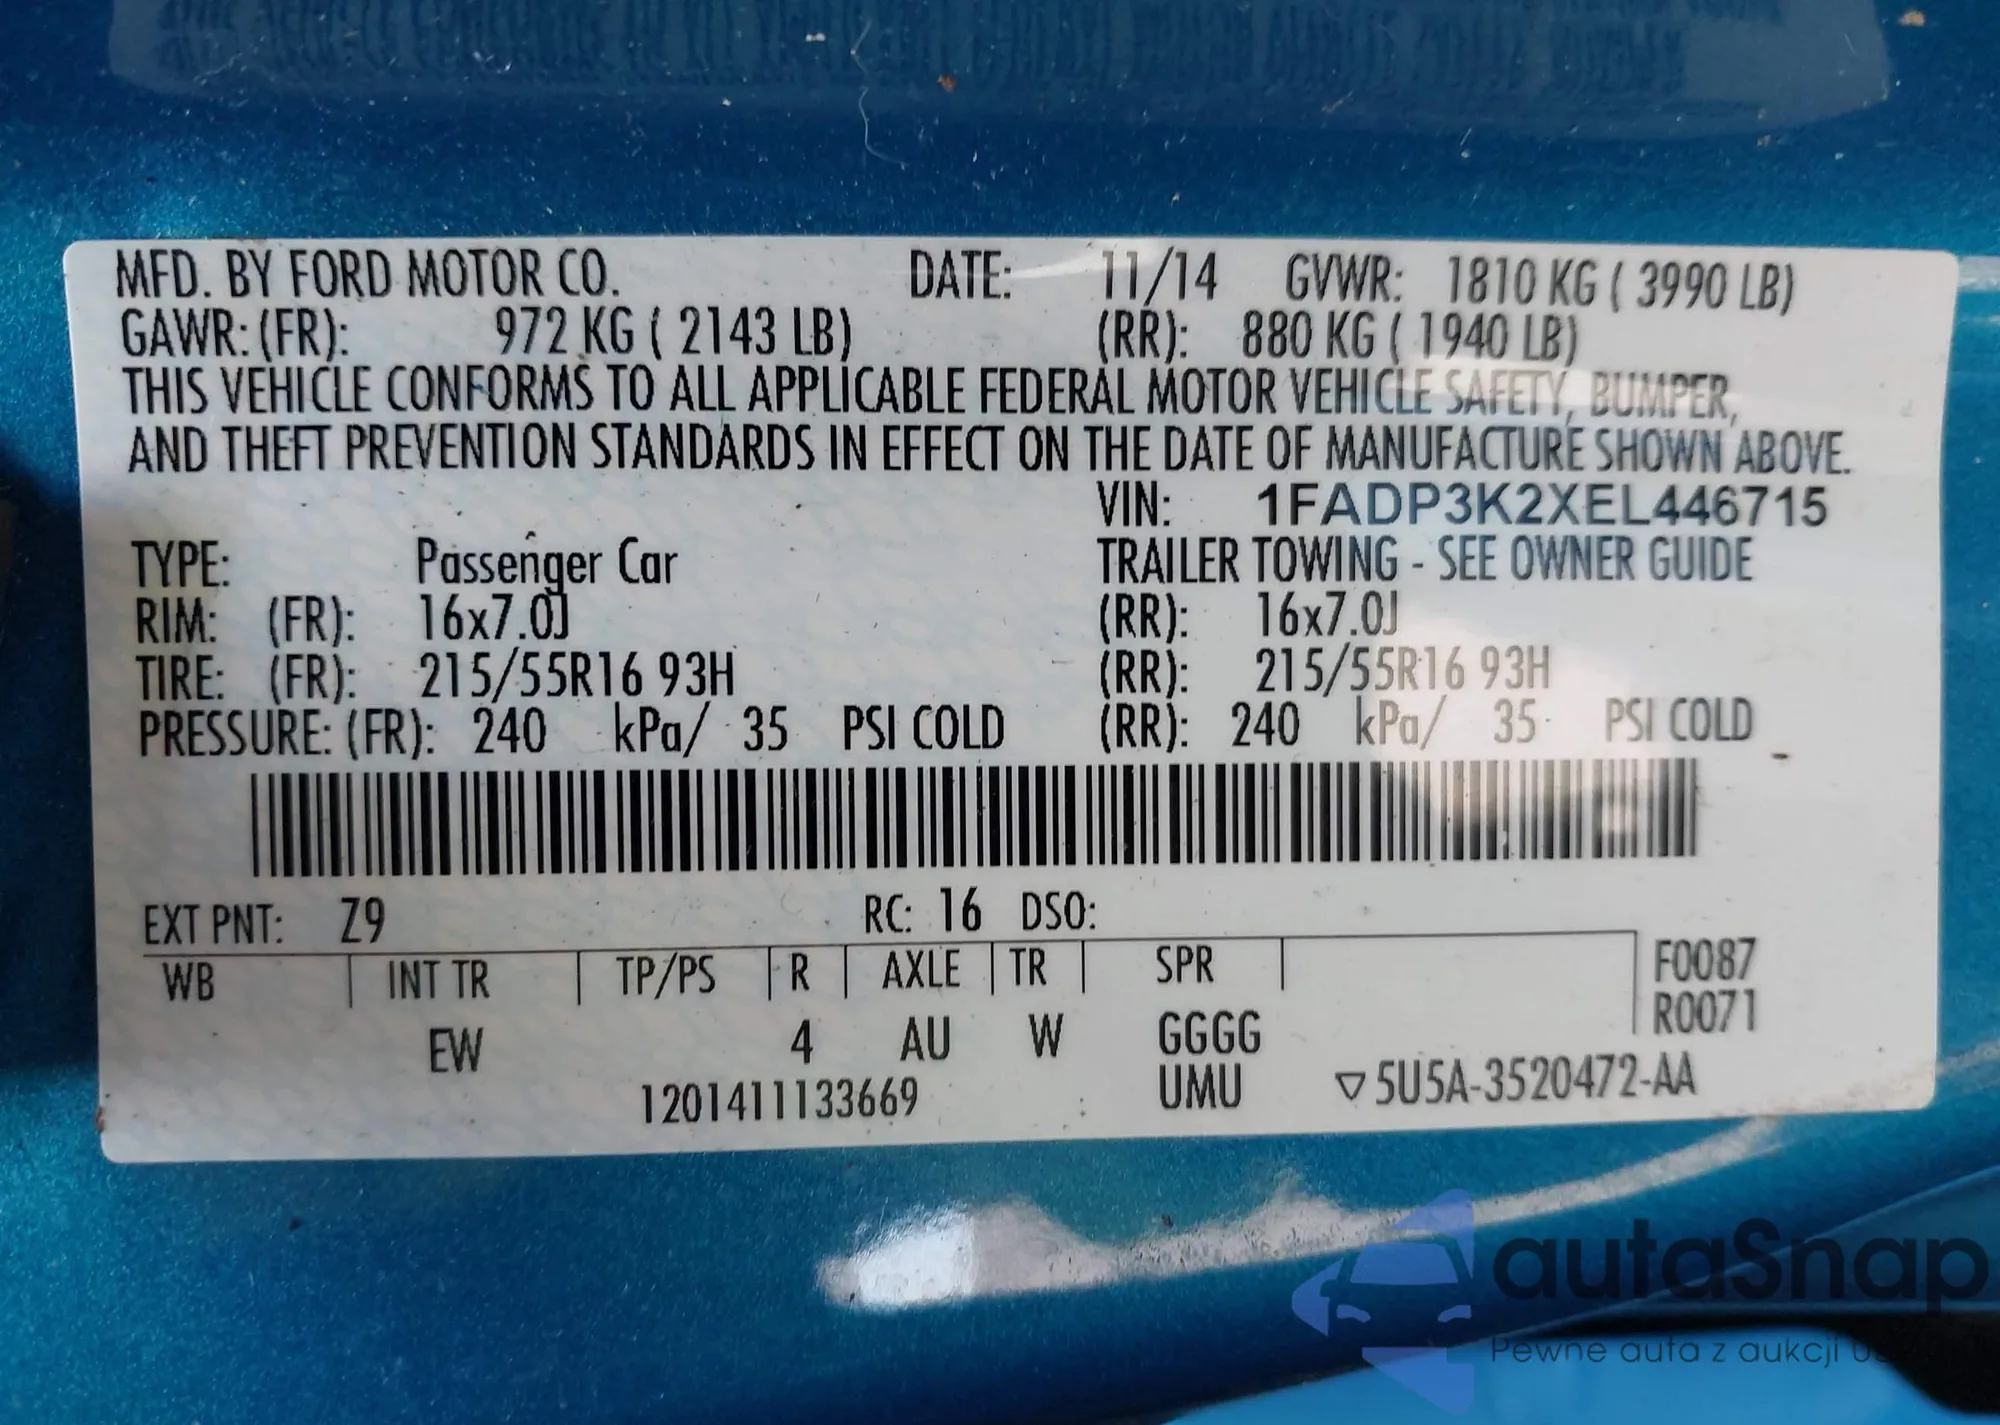 MFD. BY FORD MOTOR CO. DATE: 11/14 GVWR: 1810 KG ( 3990 LB)
GAWR: (FR): 972 KG ( 2143 LB) (RR): 880 KG ( 1940 LB)
THIS VEHICLE CONFORMS TO ALL APPLICABLE FEDERAL MOTOR VEHICLE SAFETY, BUMPER,
AND THEFT PREVENTION STANDARDS IN EFFECT ON THE DATE OF MANUFACTURE SHOWN ABOVE.
VIN: 1FADP3K2XEL446715
TYPE: Passenger Car TRAILER TOWING - SEE OWNER GUIDE
RIM: (FR): 16x7.0J (RR): 16x7.0J
TIRE: (FR): 215/55R16 93H (RR): 215/55R16 93H
PRESSURE: (FR): 240 kPa/ 35 PSI COLD (RR): 240 kPa/ 35 PSI COLD
EXT PNT: Z9 RC: 16 DSO:
WB INT TR TP/PS R AXLE TR SPR F0087
R0071
EW 4 AU W GGGG
1201411133669 UMU ▽5U5A-3520472-AA
autaSnap
Pewne auta z aukcji